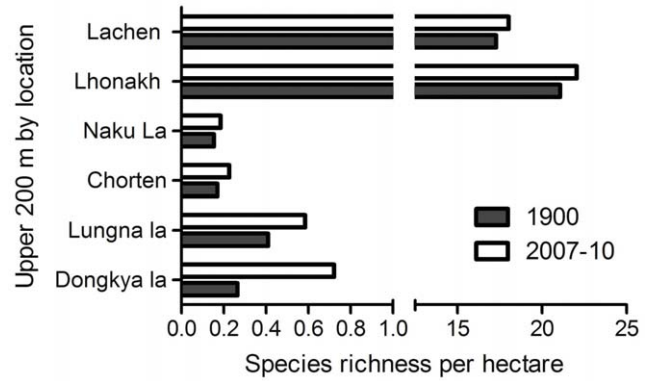 Upper 200 m by location
Lachen
Lhonakh
Naku La
Chorten
Lungna la
Dongkya la
1900
2007-10
0.0 0.2 0.4 0.6 0.8 1.0 15 20 25
Species richness per hectare